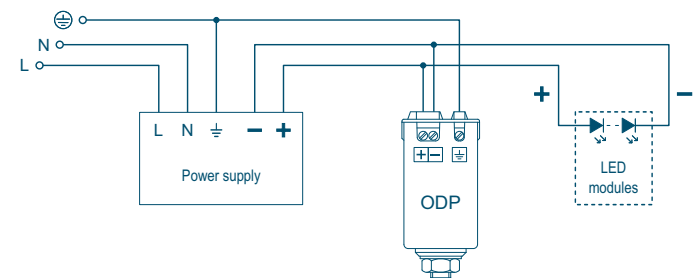 N
L
L N − +
Power supply
+ −
ODP
+ −
LED
modules